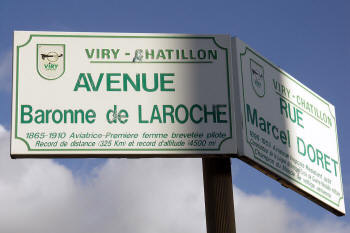 VIRY-CHATILLON
VIRY
AVENUE
Baronne de LAROCHE
1865-1910 Aviatrice-Première femme brevetée pilote
Record de distance (325 Km) et record d'altitude (4500 m)
VIRY-CHATILLON
RUE
Marcel DORET